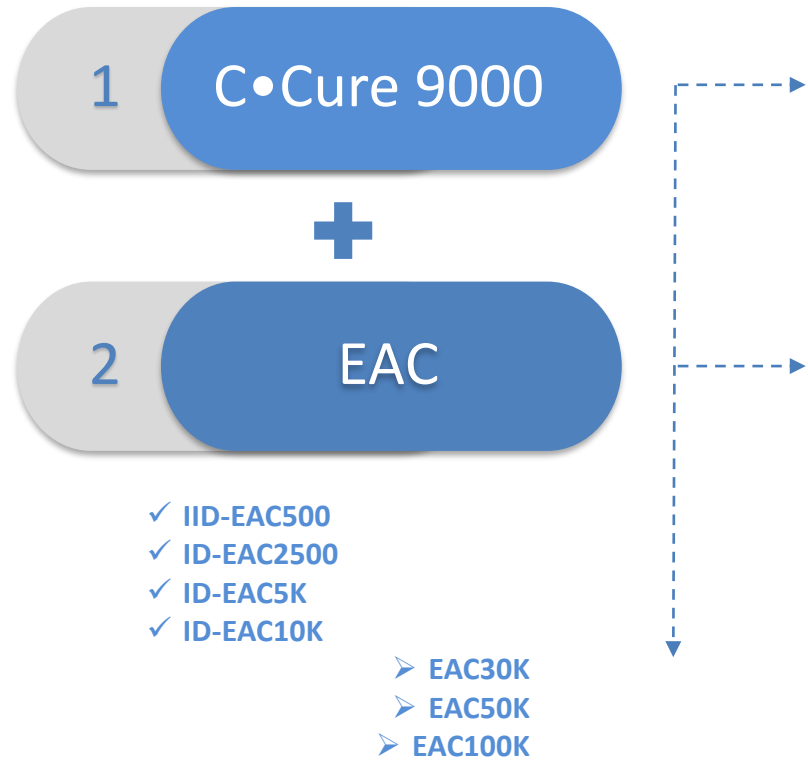 1
C•Cure 9000
2
EAC
IID-EAC500
ID-EAC2500
ID-EAC5K
ID-EAC10K
EAC30K
EAC50K
EAC100K